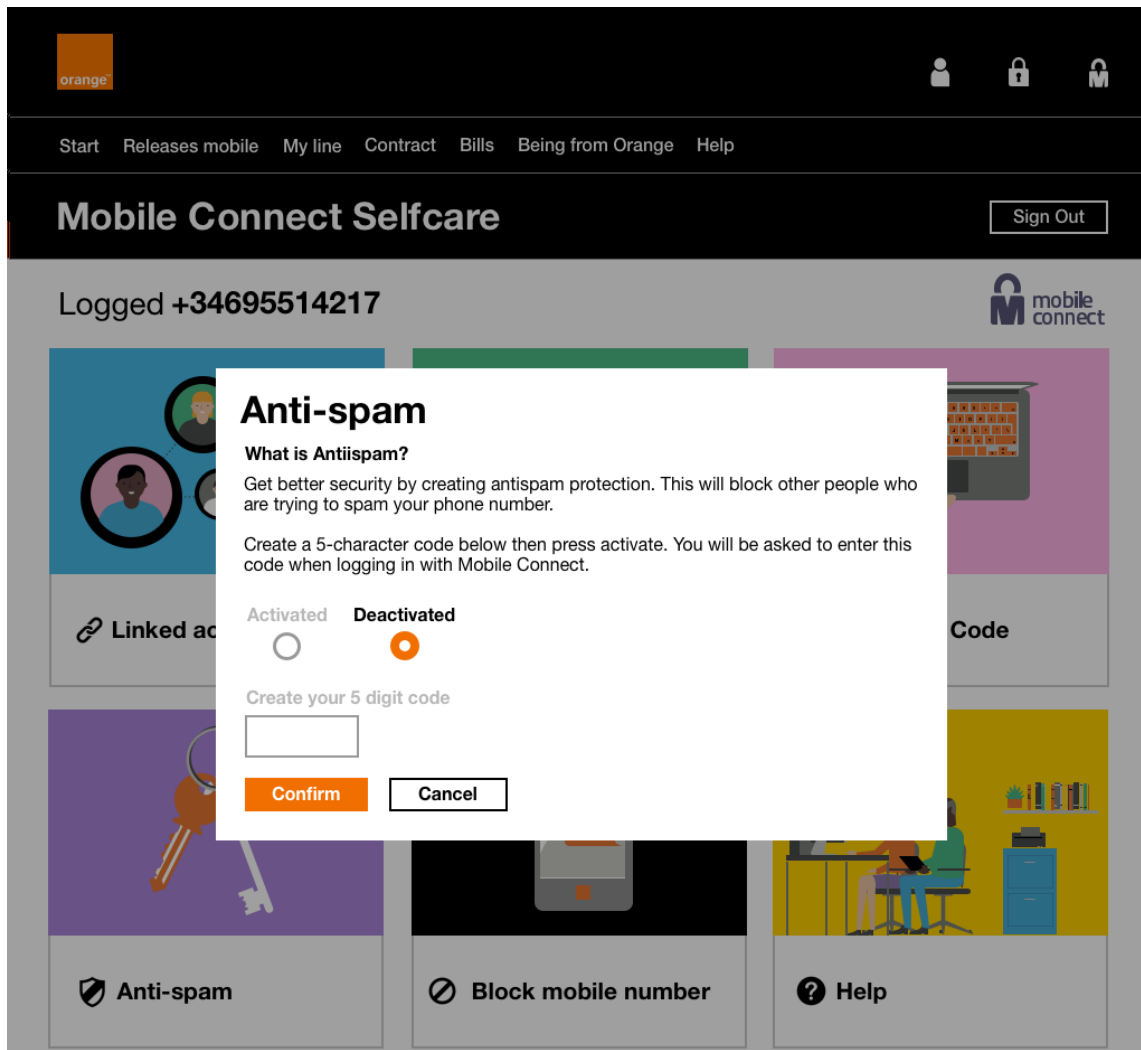 orange™
Start Releases mobile My line Contract Bills Being from Orange Help
Mobile Connect Selfcare
Sign Out
Logged +34695514217
mobile
connect
Anti-spam
What is Antiispam?
Get better security by creating antispam protection. This will block other people who
are trying to spam your phone number.
Create a 5-character code below then press activate. You will be asked to enter this
code when logging in with Mobile Connect.
Activated Deactivated
Create your 5 digit code
Confirm Cancel
Linked ac
Code
Anti-spam
Block mobile number
Help